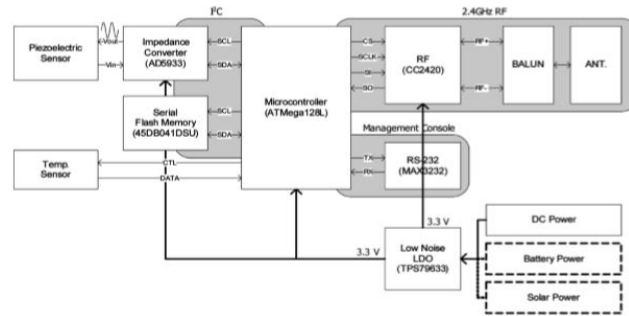 I²C
2.4GHz RF
Piezoelectric
Sensor
Vout
Vin
Impedance
Converter
(AD5933)
SCL
SDA
Serial
Flash Memory
(45DB041DSU)
SCL
SDA
Temp.
Sensor
CTL
DATA
Microcontroller
(ATMega128L)
CS
SCLK
SI
SO
RF
(CC2420)
RF+
RF-
BALUN
ANT.
Management Console
TX
RX
RS-232
(MAX3232)
3.3 V
3.3 V
Low Noise
LDO
(TPS79633)
DC Power
Battery Power
Solar Power